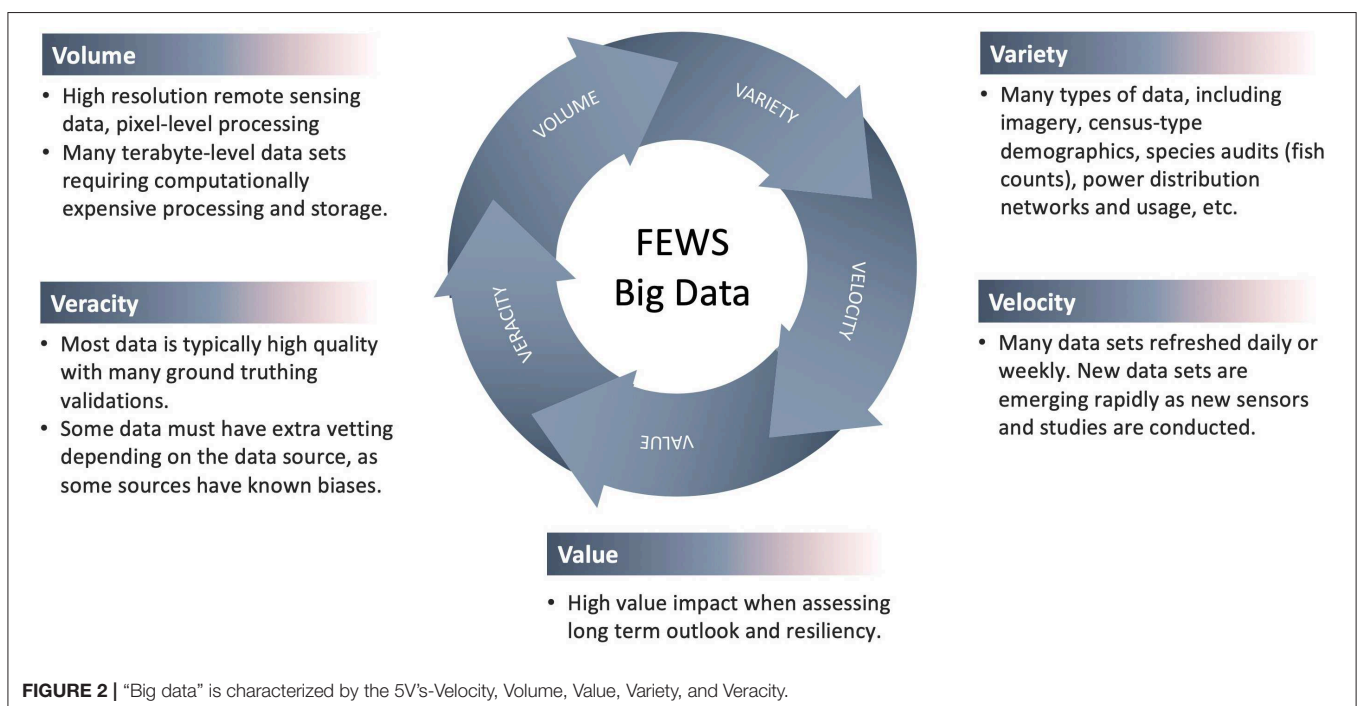 Volume
• High resolution remote sensing
data, pixel-level processing
• Many terabyte-level data sets
requiring computationally
expensive processing and storage.
Veracity
• Most data is typically high quality
with many ground truthing
validations.
• Some data must have extra vetting
depending on the data source, as
some sources have known biases.
VOLUME
VARIETY
VELOCITY
VALUE
VERACITY
FEWS
Big Data
Variety
• Many types of data, including
imagery, census-type
demographics, species audits (fish
counts), power distribution
networks and usage, etc.
Velocity
• Many data sets refreshed daily or
weekly. New data sets are
emerging rapidly as new sensors
and studies are conducted.
Value
• High value impact when assessing
long term outlook and resiliency.
FIGURE 2 | "Big data" is characterized by the 5V's-Velocity, Volume, Value, Variety, and Veracity.